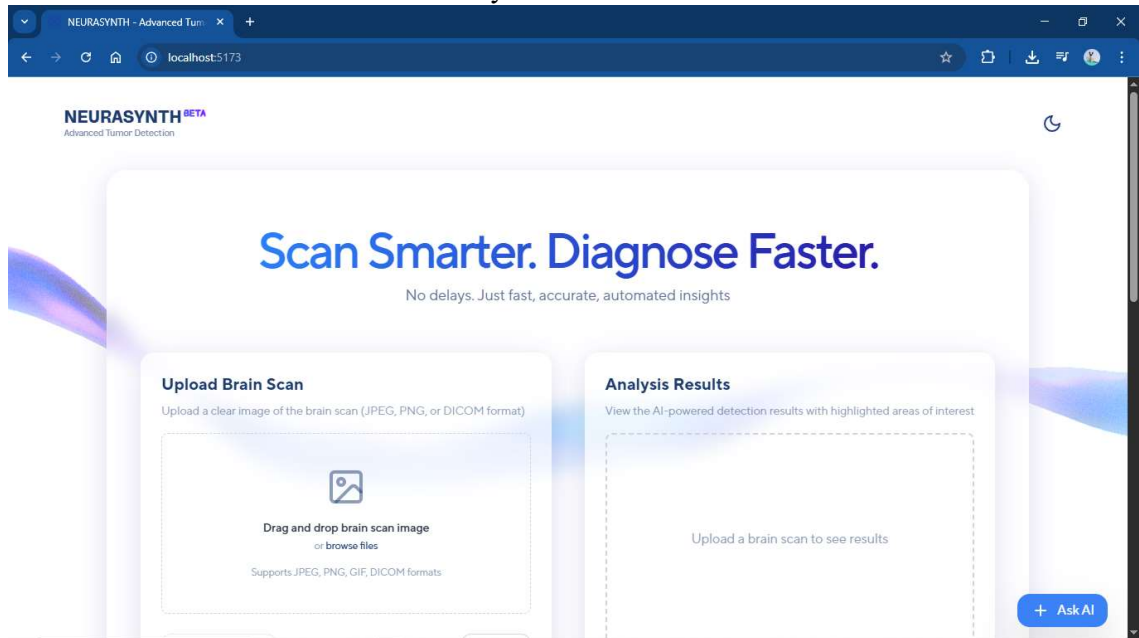 NEURASYNTH - Advanced Tum
localhost:5173
NEURASYNTH BETA
Advanced Tumor Detection
Scan Smarter. Diagnose Faster.
No delays. Just fast, accurate, automated insights
Upload Brain Scan
Upload a clear image of the brain scan (JPEG, PNG, or DICOM format)
Drag and drop brain scan image
or browse files
Supports JPEG, PNG, GIF, DICOM formats
Analysis Results
View the AI-powered detection results with highlighted areas of interest
Upload a brain scan to see results
+ Ask AI